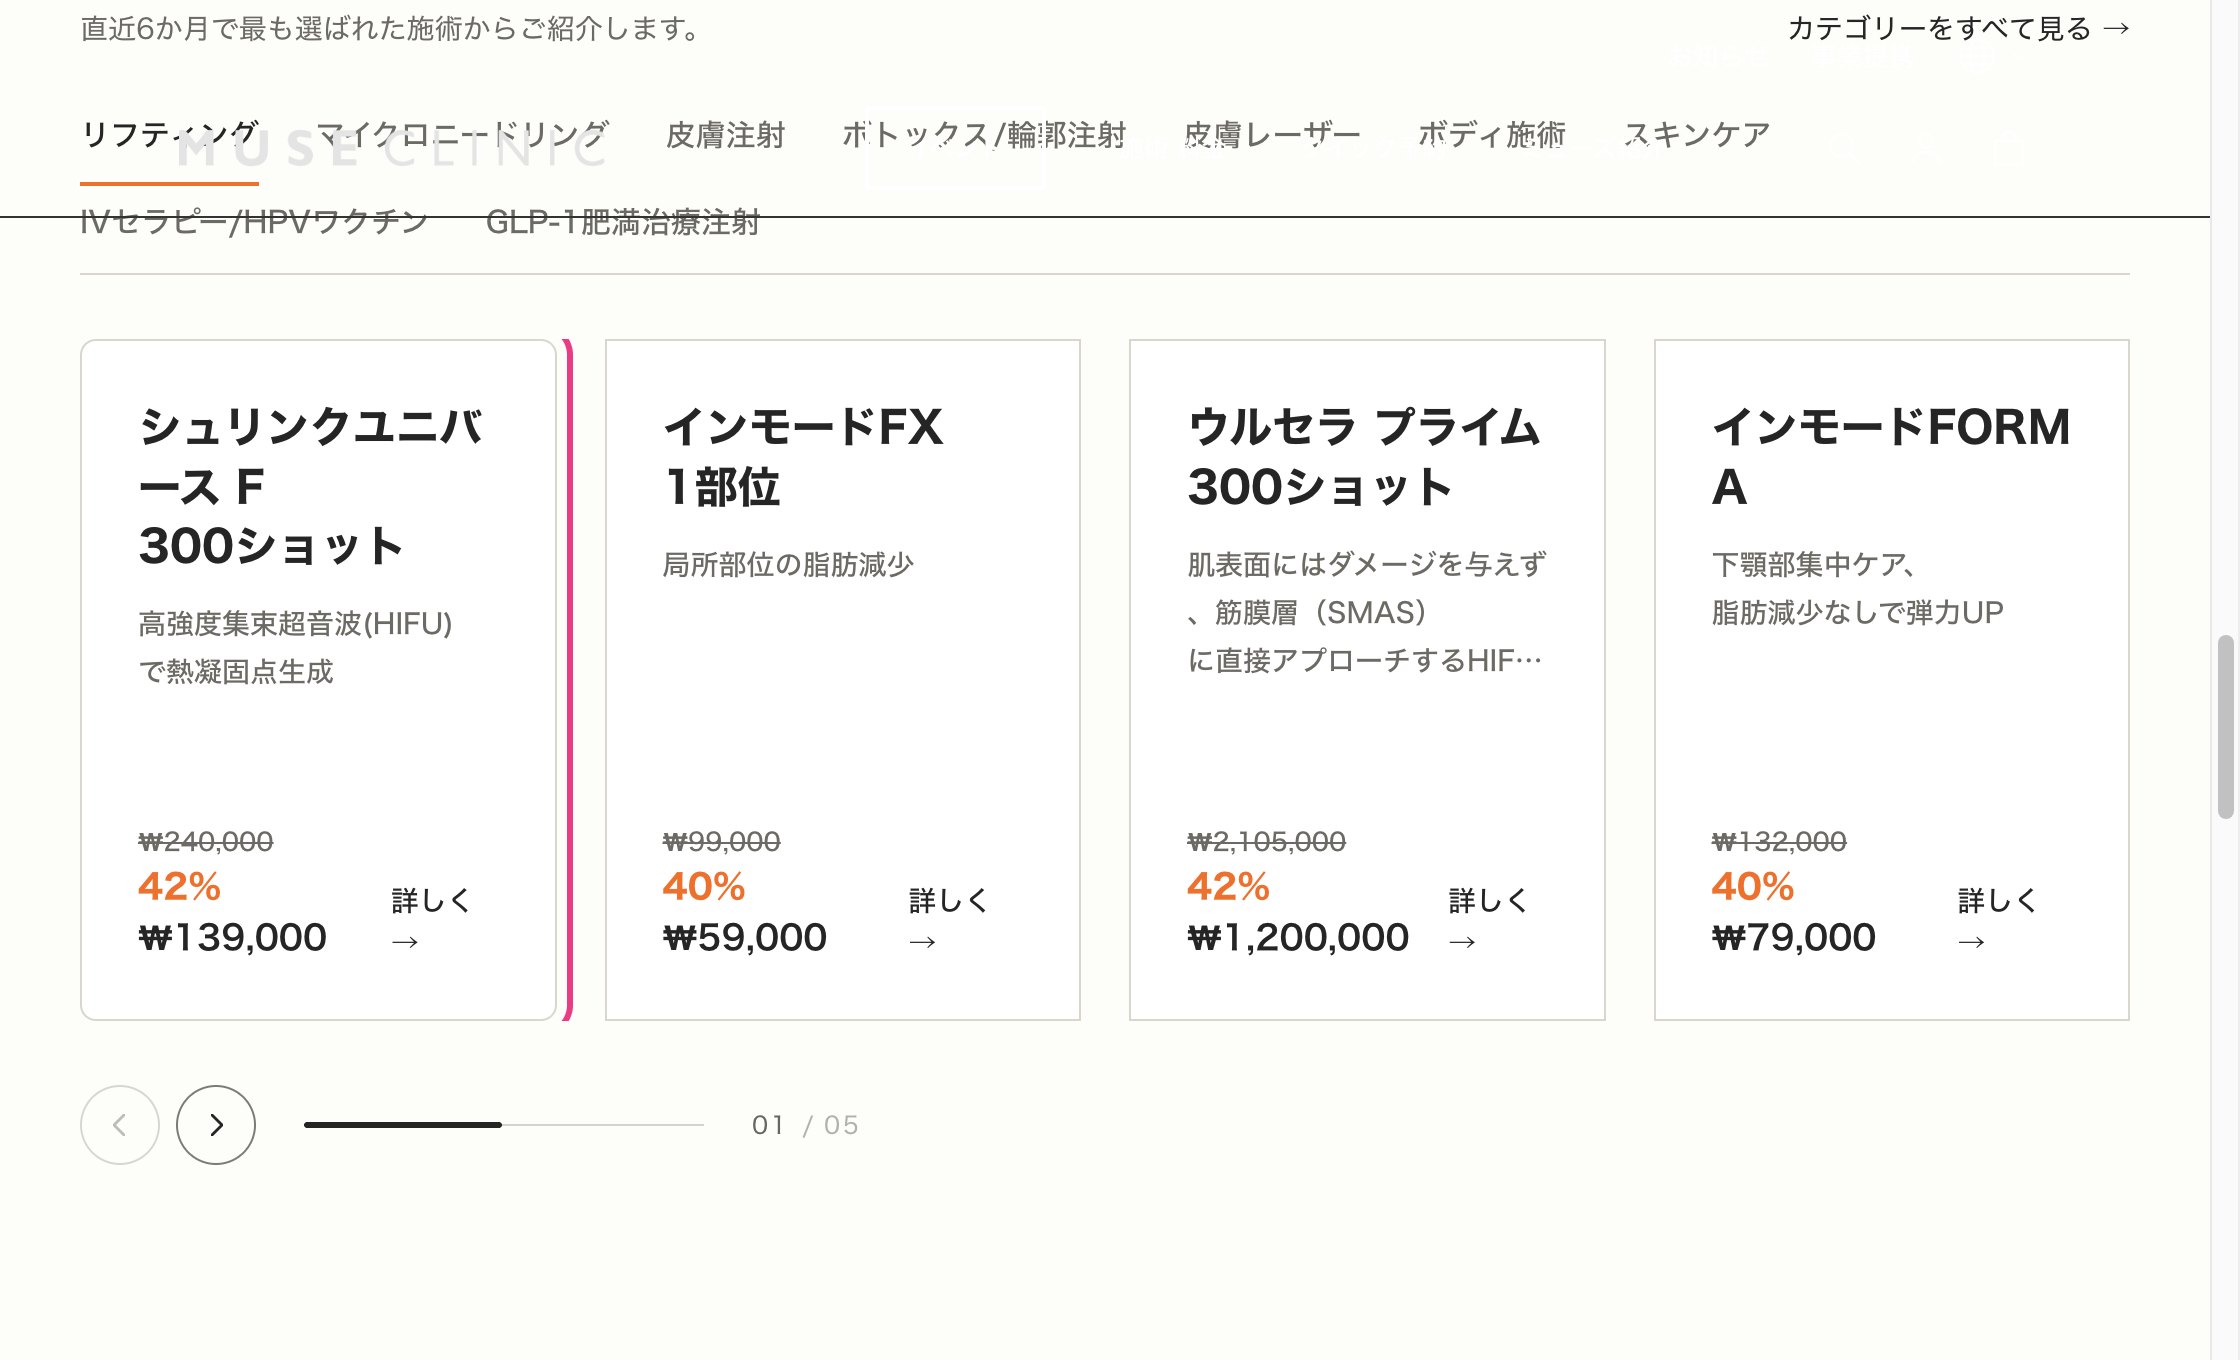 直近6か月で最も選ばれた施術からご紹介します。
カテゴリーをすべて見る →
MUSE CLINIC
リフティング
マイクロニードリング
皮膚注射
ボトックス/輪郭注射
皮膚レーザー
ボディ施術
スキンケア
IVセラピー/HPVワクチン
GLP-1肥満治療注射
シュリンクユニバ
ース F
300ショット
高強度集束超音波(HIFU)
で熱凝固点生成
₩240,000
42%
₩139,000
詳しく
→
インモードFX
1部位
局所部位の脂肪減少
₩99,000
40%
₩59,000
詳しく
→
ウルセラ プライム
300ショット
肌表面にはダメージを与えず
、筋膜層（SMAS）
に直接アプローチするHIF…
₩2,105,000
42%
₩1,200,000
詳しく
→
インモードFORM
A
下顎部集中ケア、
脂肪減少なしで弾力UP
₩132,000
40%
₩79,000
詳しく
→
01 / 05